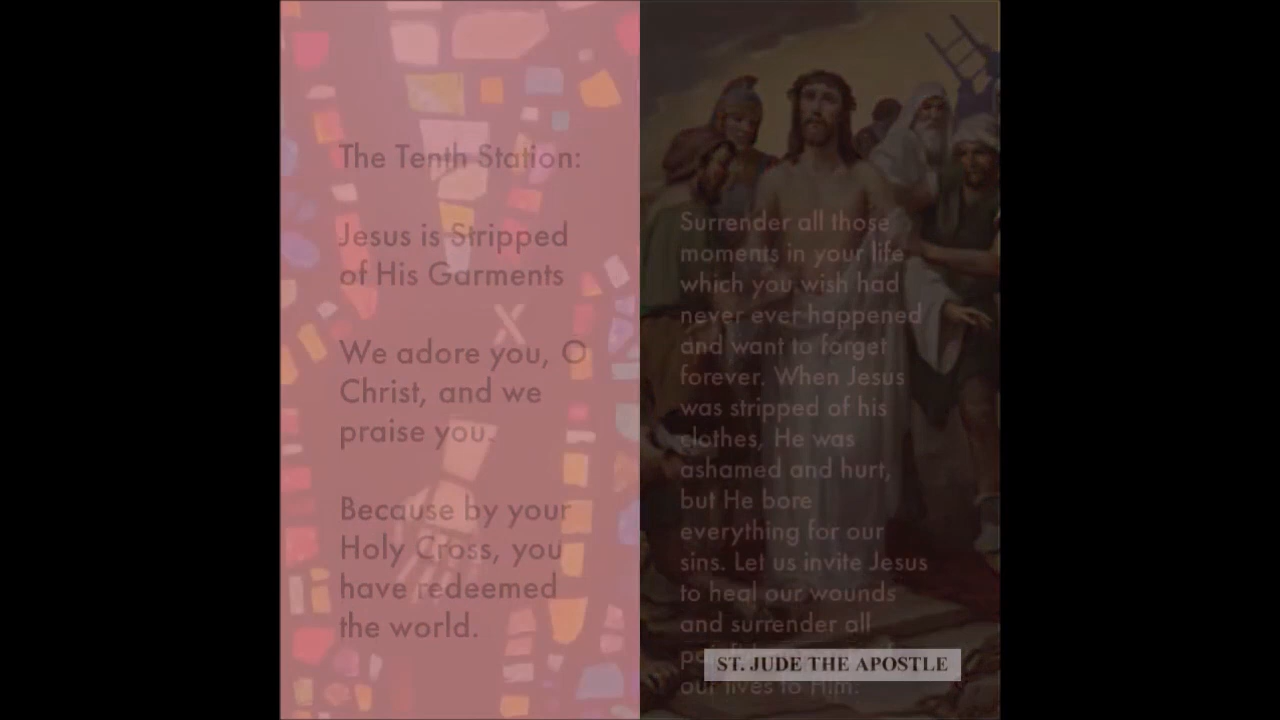 The Tenth Station:
Jesus is Stripped
of His Garments
We adore you, O
Christ, and we
praise you.
Because by your
Holy Cross, you
have redeemed
the world.
Surrender all those
moments in your life
which you wish had
never ever happened
and want to forget
forever. When Jesus
was stripped of his
clothes, He was
ashamed and hurt,
but He bore
everything for our
sins. Let us invite Jesus
to heal our wounds
and surrender all
our lives to Him.
ST. JUDE THE APOSTLE